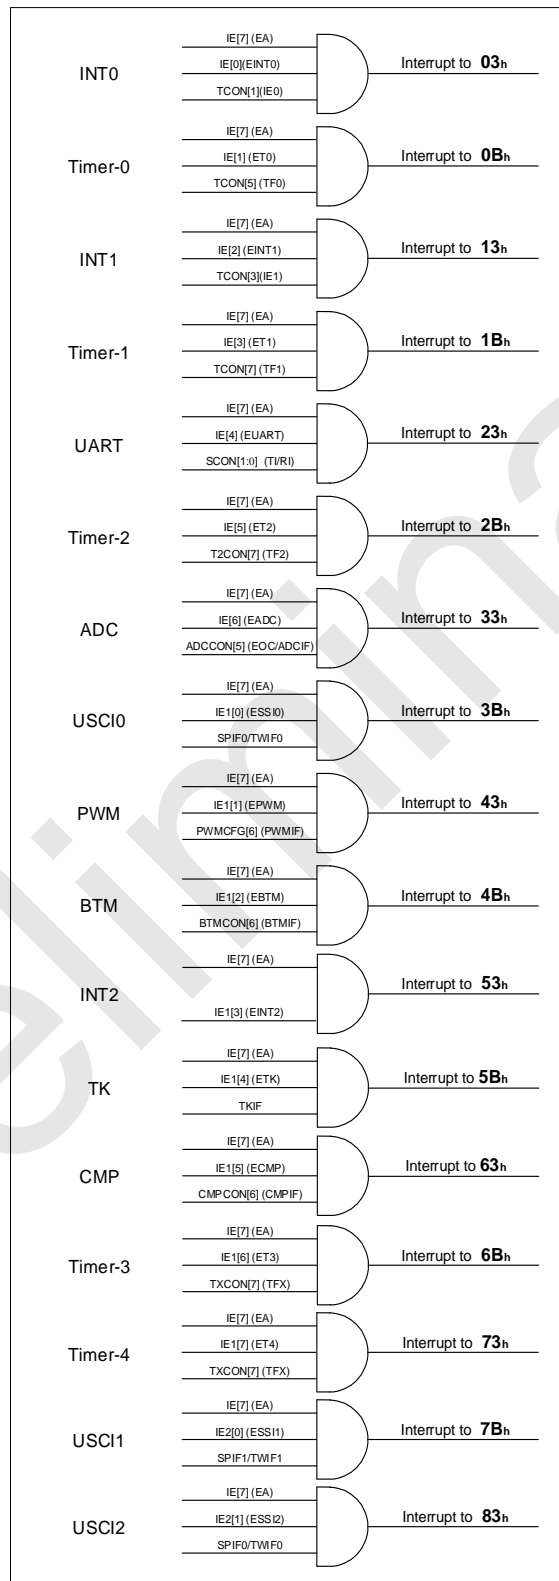 IE[7] (EA)
INT0 IE[0](EINT0) Interrupt to 03h
TCON[1](IE0)
IE[7] (EA)
Timer-0 IE[1] (ET0) Interrupt to 0Bh
TCON[5] (TF0)
IE[7] (EA)
INT1 IE[2] (EINT1) Interrupt to 13h
TCON[3](IE1)
IE[7] (EA)
Timer-1 IE[3] (ET1) Interrupt to 1Bh
TCON[7] (TF1)
IE[7] (EA)
UART IE[4] (EUART) Interrupt to 23h
SCON[1:0] (TI/RI)
IE[7] (EA)
Timer-2 IE[5] (ET2) Interrupt to 2Bh
T2CON[7] (TF2)
IE[7] (EA)
ADC IE[6] (EADC) Interrupt to 33h
ADCCON[5] (EOC/ADCIF)
IE[7] (EA)
USCI0 IE1[0] (ESSI0) Interrupt to 3Bh
SPIF0/TWIF0
IE[7] (EA)
PWM IE1[1] (EPWM) Interrupt to 43h
PWMCFG[6] (PWMIF)
IE[7] (EA)
BTM IE1[2] (EBTM) Interrupt to 4Bh
BTMCON[6] (BTMIF)
IE[7] (EA)
INT2 Interrupt to 53h
IE1[3] (EINT2)
IE[7] (EA)
TK IE1[4] (ETK) Interrupt to 5Bh
TKIF
IE[7] (EA)
CMP IE1[5] (ECMP) Interrupt to 63h
CMPCON[6] (CMPIF)
IE[7] (EA)
Timer-3 IE1[6] (ET3) Interrupt to 6Bh
TXCON[7] (TFX)
IE[7] (EA)
Timer-4 IE1[7] (ET4) Interrupt to 73h
TXCON[7] (TFX)
IE[7] (EA)
USCI1 IE2[0] (ESSI1) Interrupt to 7Bh
SPIF1/TWIF1
IE[7] (EA)
USCI2 IE2[1] (ESSI2) Interrupt to 83h
SPIF0/TWIF0
elimina